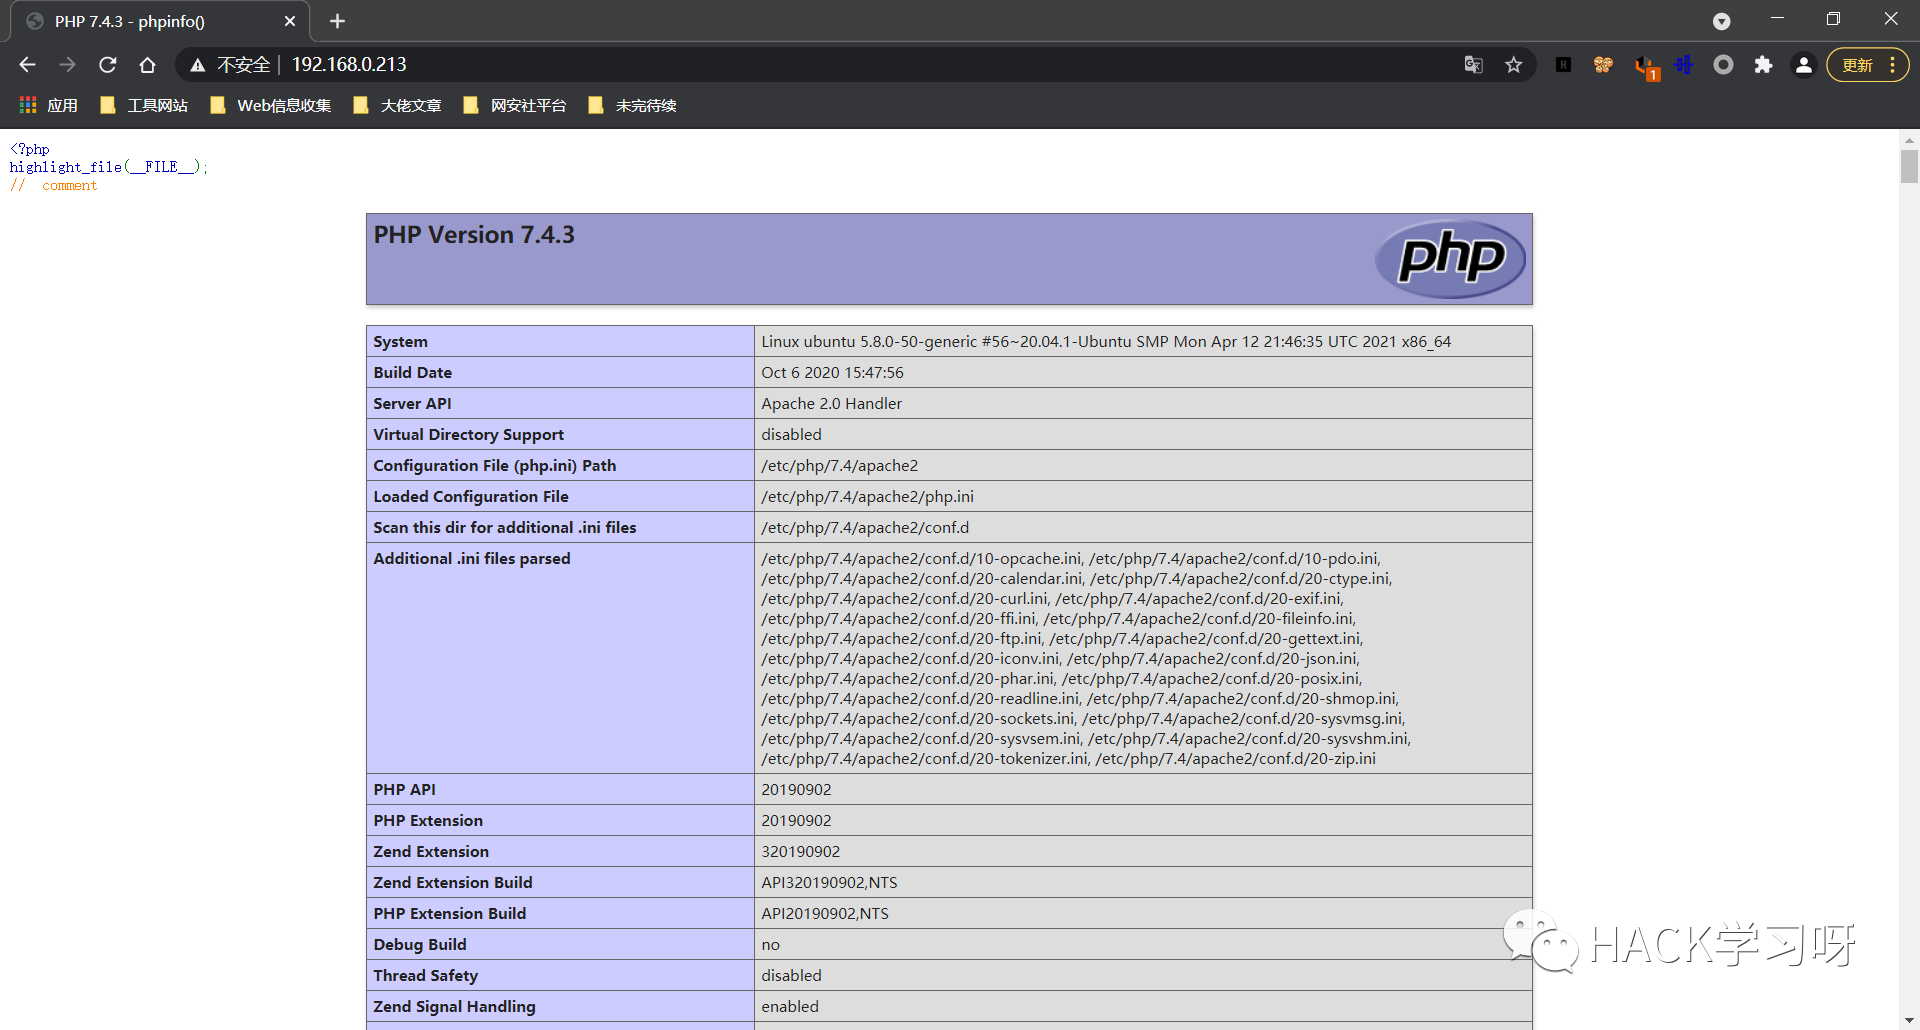 PHP 7.4.3 - phpinfo()
不安全 | 192.168.0.213
更新
应用 工具网站 Web信息收集 大佬文章 网安社平台 未完待续
<?php
highlight_file(__FILE__);
//  comment
PHP Version 7.4.3
php
System Linux ubuntu 5.8.0-50-generic #56~20.04.1-Ubuntu SMP Mon Apr 12 21:46:35 UTC 2021 x86_64
Build Date Oct 6 2020 15:47:56
Server API Apache 2.0 Handler
Virtual Directory Support disabled
Configuration File (php.ini) Path /etc/php/7.4/apache2
Loaded Configuration File /etc/php/7.4/apache2/php.ini
Scan this dir for additional .ini files /etc/php/7.4/apache2/conf.d
Additional .ini files parsed /etc/php/7.4/apache2/conf.d/10-opcache.ini, /etc/php/7.4/apache2/conf.d/10-pdo.ini,
/etc/php/7.4/apache2/conf.d/20-calendar.ini, /etc/php/7.4/apache2/conf.d/20-ctype.ini,
/etc/php/7.4/apache2/conf.d/20-curl.ini, /etc/php/7.4/apache2/conf.d/20-exif.ini,
/etc/php/7.4/apache2/conf.d/20-ffi.ini, /etc/php/7.4/apache2/conf.d/20-fileinfo.ini,
/etc/php/7.4/apache2/conf.d/20-ftp.ini, /etc/php/7.4/apache2/conf.d/20-gettext.ini,
/etc/php/7.4/apache2/conf.d/20-iconv.ini, /etc/php/7.4/apache2/conf.d/20-json.ini,
/etc/php/7.4/apache2/conf.d/20-phar.ini, /etc/php/7.4/apache2/conf.d/20-posix.ini,
/etc/php/7.4/apache2/conf.d/20-readline.ini, /etc/php/7.4/apache2/conf.d/20-shmop.ini,
/etc/php/7.4/apache2/conf.d/20-sockets.ini, /etc/php/7.4/apache2/conf.d/20-sysvmsg.ini,
/etc/php/7.4/apache2/conf.d/20-sysvsem.ini, /etc/php/7.4/apache2/conf.d/20-sysvshm.ini,
/etc/php/7.4/apache2/conf.d/20-tokenizer.ini, /etc/php/7.4/apache2/conf.d/20-zip.ini
PHP API 20190902
PHP Extension 20190902
Zend Extension 320190902
Zend Extension Build API320190902,NTS
PHP Extension Build API20190902,NTS
Debug Build no
Thread Safety disabled
Zend Signal Handling enabled
HACK学习呀